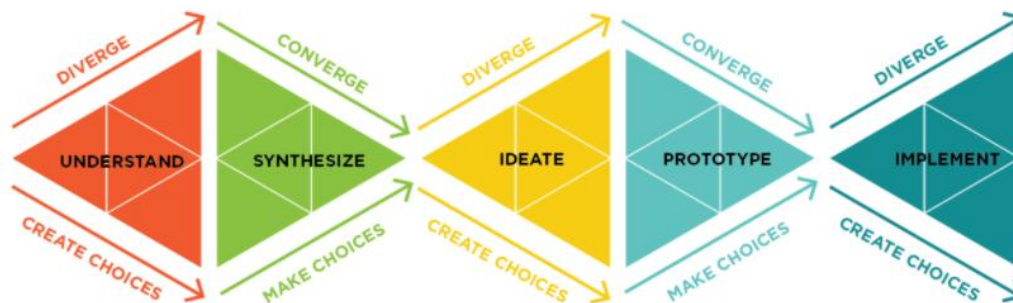 DIVERGE
CONVERGE
DIVERGE
CONVERGE
DIVERGE
UNDERSTAND
SYNTHESIZE
IDEATE
PROTOTYPE
IMPLEMENT
CREATE CHOICES
MAKE CHOICES
CREATE CHOICES
MAKE CHOICES
CREATE CHOICES